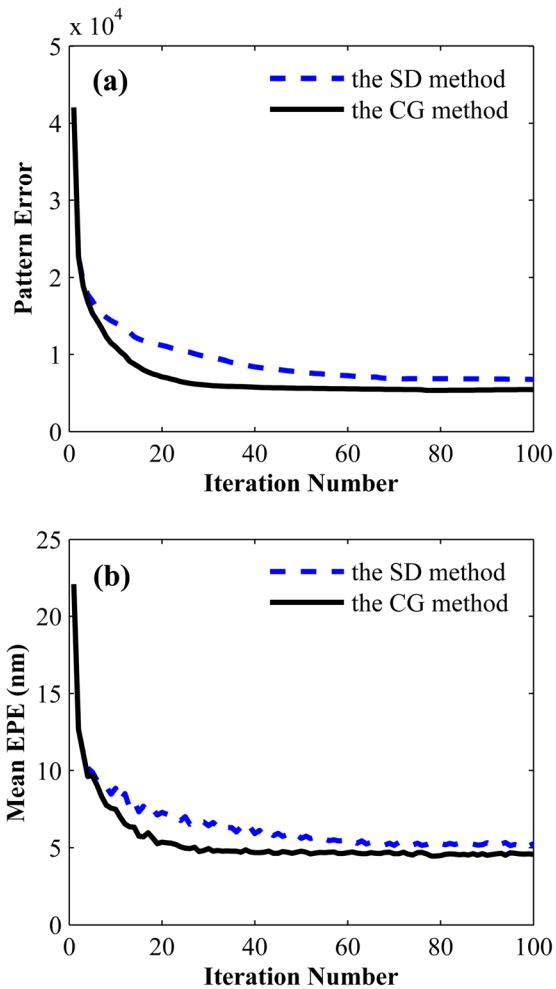 x 10⁴
5
(a)
the SD method
the CG method
4
3
2
1
0
Pattern Error
0 20 40 60 80 100
Iteration Number
25
(b)
the SD method
the CG method
20
15
10
5
0
Mean EPE (nm)
0 20 40 60 80 100
Iteration Number